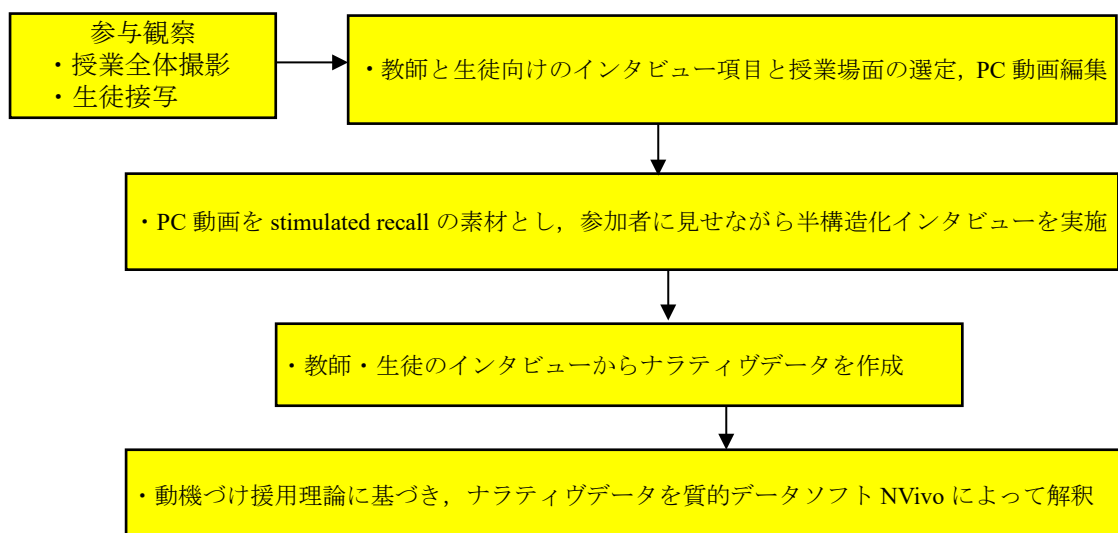 参与観察
・授業全体撮影
・生徒接写
・教師と生徒向けのインタビュー項目と授業場面の選定，PC 動画編集
・PC 動画を stimulated recall の素材とし，参加者に見せながら半構造化インタビューを実施
・教師・生徒のインタビューからナラティヴデータを作成
・動機づけ援用理論に基づき，ナラティヴデータを質的データソフト NVivo によって解釈